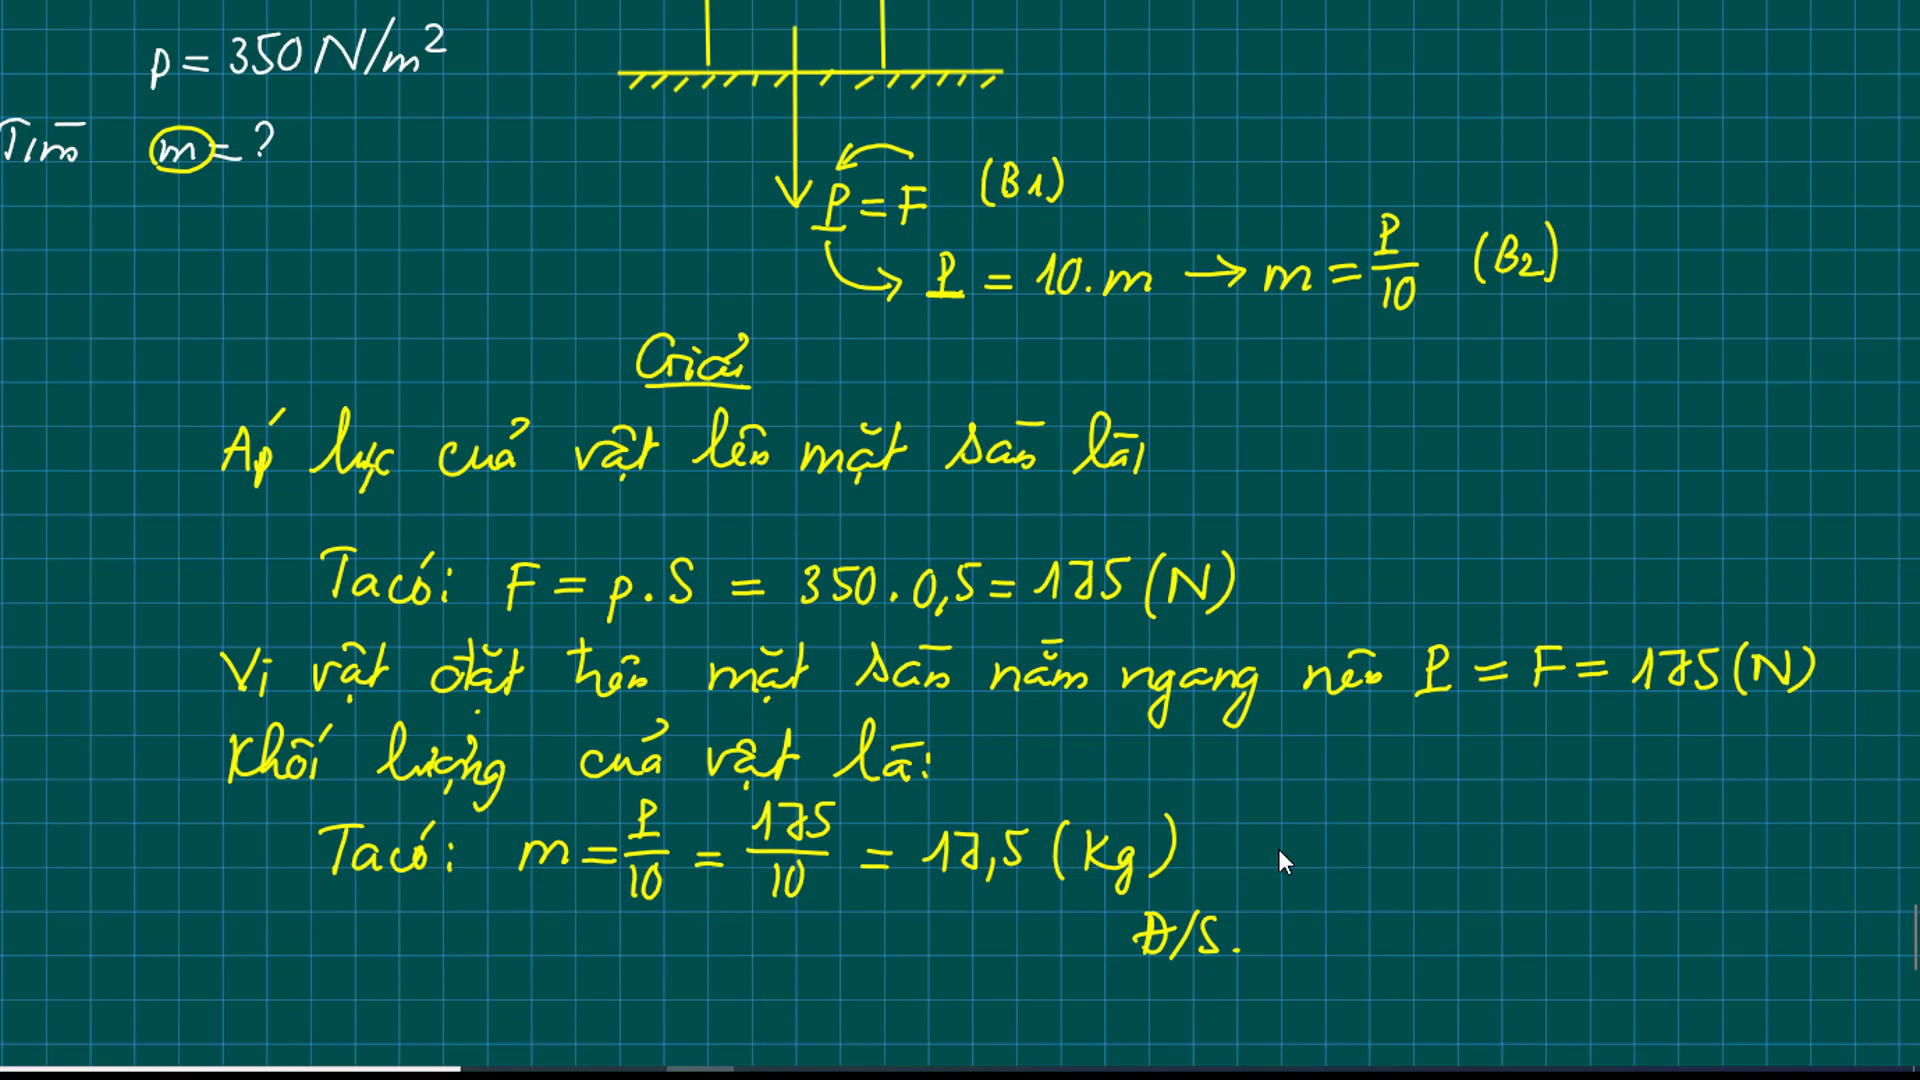 p = 350 N/m²
Tìm m = ?
P = F (B1)
P = 10.m → m = P/10 (B2)
Giải
Áp lực của vật lên mặt sàn là:
Ta có: F = p.S = 350.0,5 = 175 (N)
Vì vật đặt trên mặt sàn nằm ngang nên P = F = 175 (N)
Khối lượng của vật là:
Ta có: m = P/10 = 175/10 = 17,5 (Kg)
Đ/S.